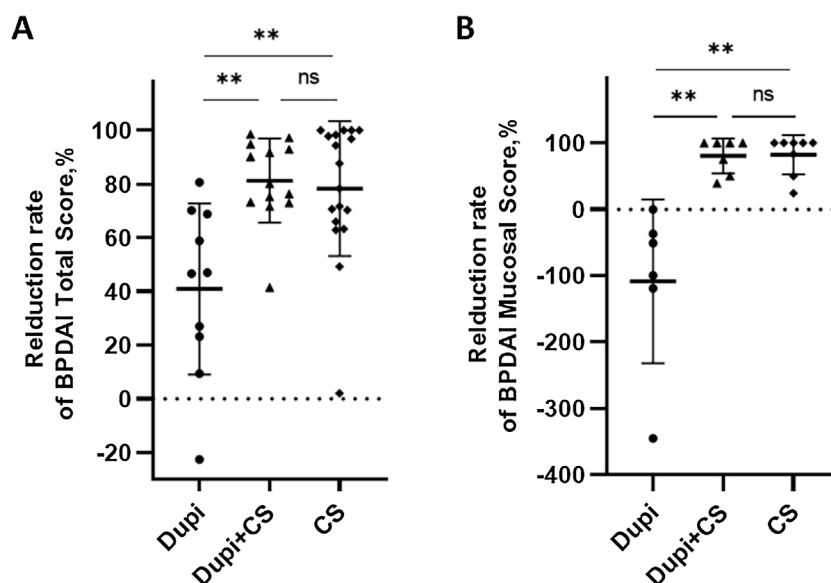 A
Relduction rate
of BPDAI Total Score,%
**
**
ns
100
80
60
40
20
0
-20
Dupi
Dupi+CS
CS
B
Relduction rate
of BPDAI Mucosal Score,%
**
**
ns
100
0
-100
-200
-300
-400
Dupi
Dupi+CS
CS